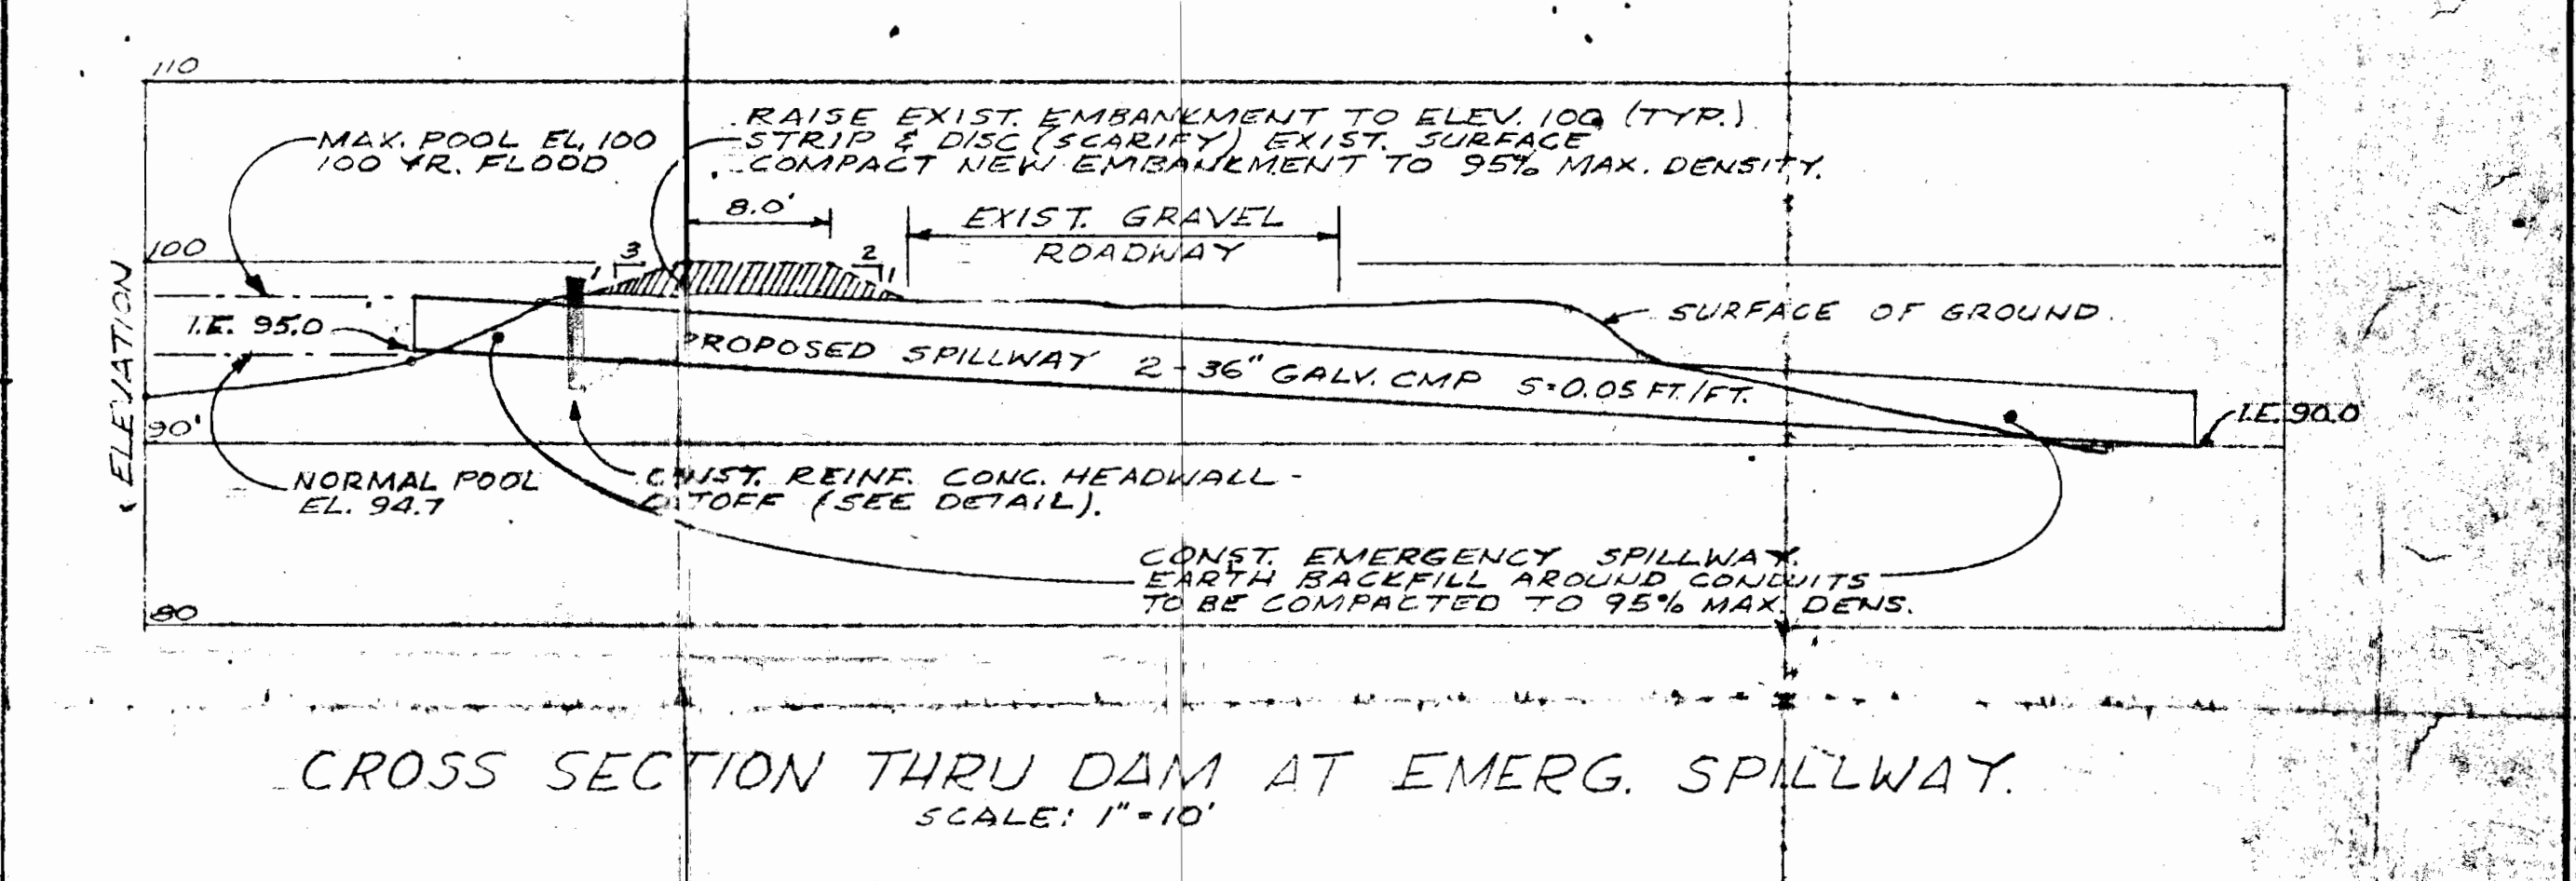 110
RAISE EXIST. EMBANKMENT TO ELEV. 100 (TYP.)
STRIP & DISC (SCARIFY) EXIST. SURFACE
COMPACT NEW EMBANKMENT TO 95% MAX. DENSITY.
MAX. POOL EL. 100
100 YR. FLOOD
8.0'
EXIST. GRAVEL
ROADWAY
100
1
3
2
1
I.E. 95.0
SURFACE OF GROUND.
PROPOSED SPILLWAY 2-36" GALV. CMP S=0.05 FT./FT.
ELEVATION
90'
I.E. 90.0
NORMAL POOL
EL. 94.7
CONST. REINF. CONC. HEADWALL -
CUTOFF (SEE DETAIL).
CONST. EMERGENCY SPILLWAY.
EARTH BACKFILL AROUND CONDUITS
TO BE COMPACTED TO 95% MAX. DENS.
80
CROSS SECTION THRU DAM AT EMERG. SPILLWAY.
SCALE: 1"=10'